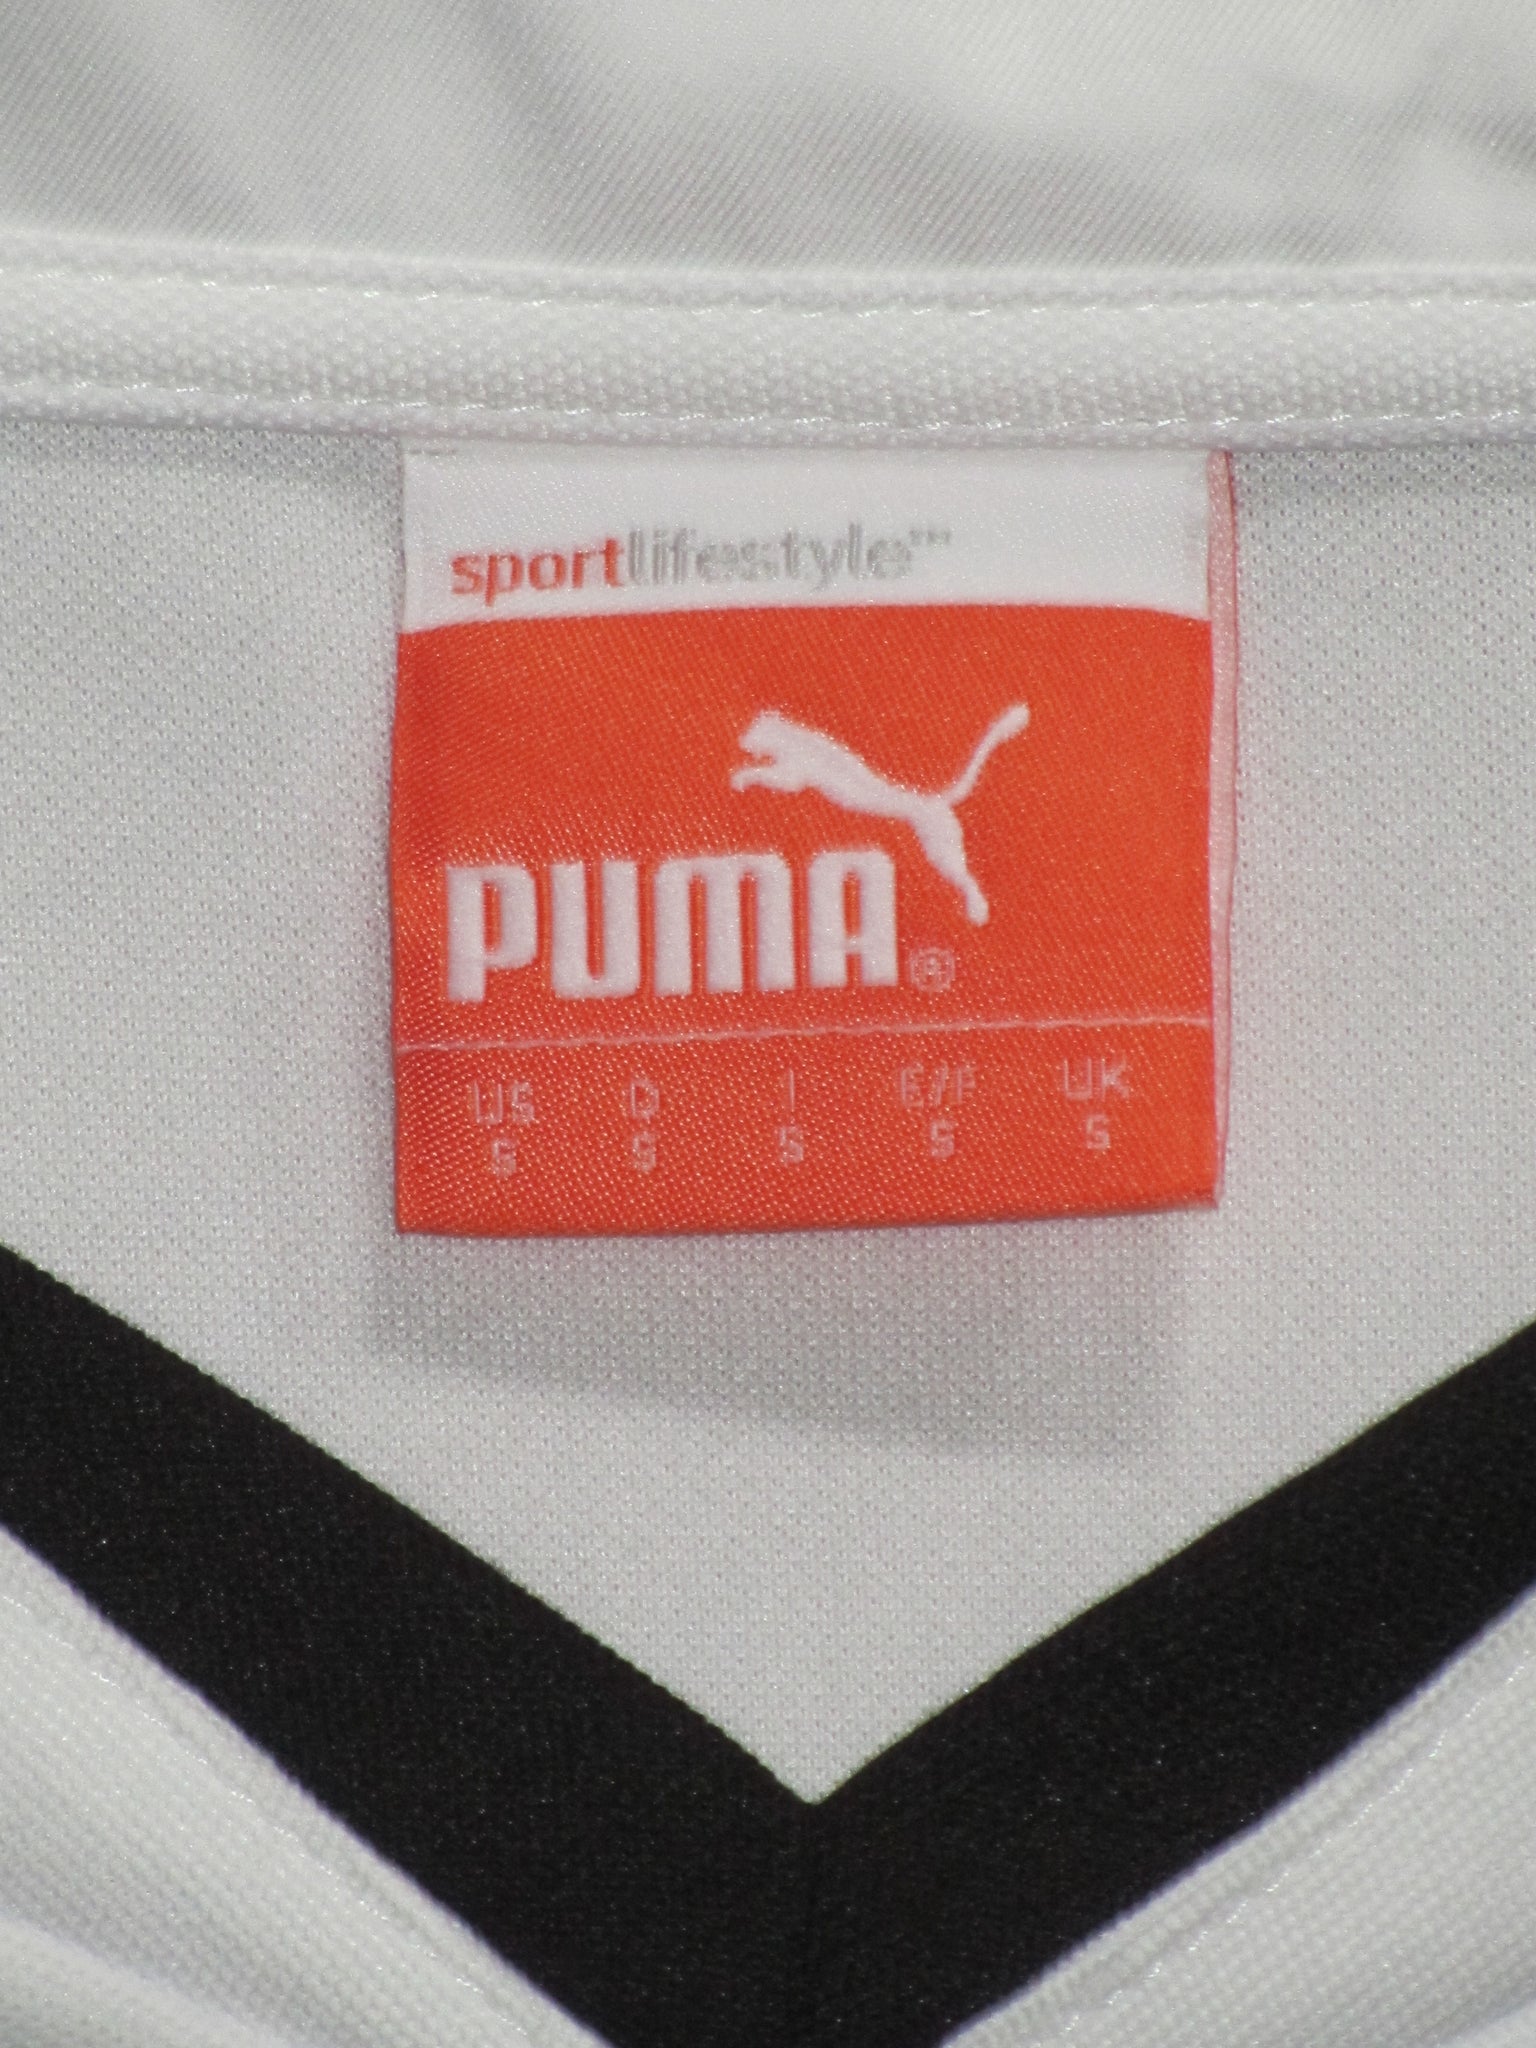 sportlifestyle™
PUMA®
US D I E/F UK
S S S S S